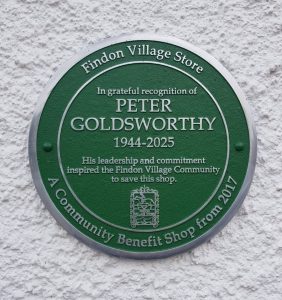 Findon Village Store
In grateful recognition of
PETER
GOLDSWORTHY
1944-2025
His leadership and commitment
inspired the Findon Village Community
to save this shop.
A Community Benefit Shop from 2017